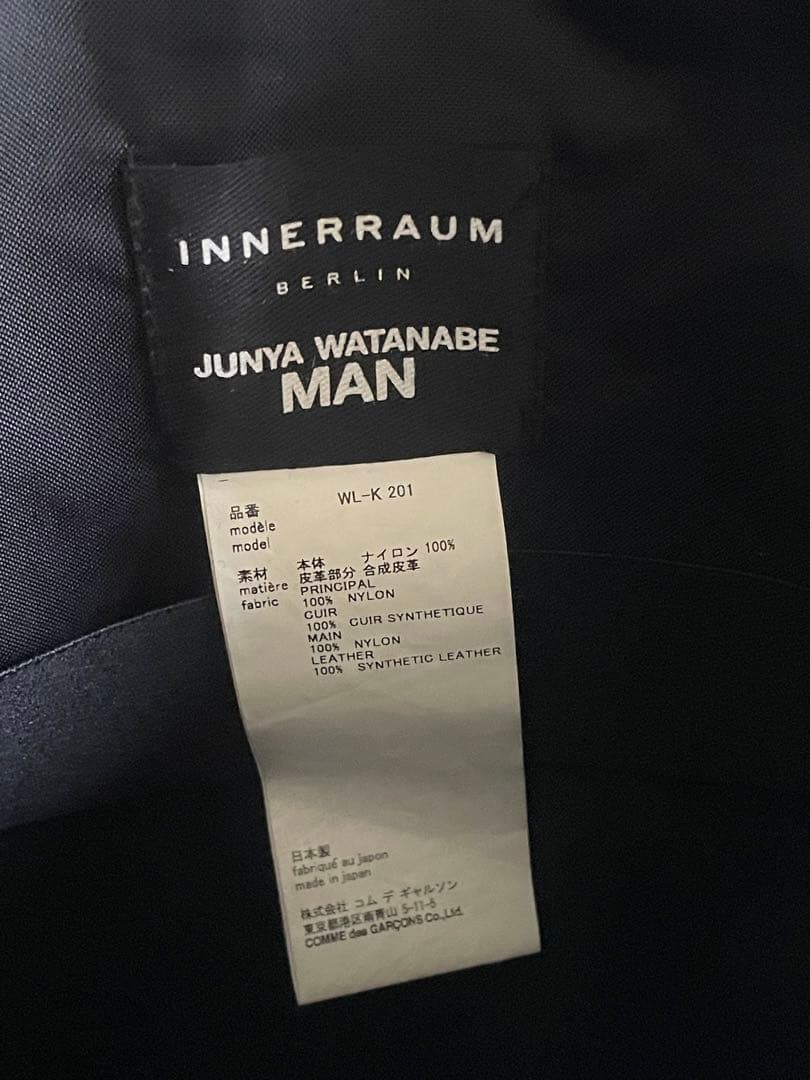 INNERRAUM
BERLIN
JUNYA WATANABE
MAN
品番 WL-K 201
modèle
model
素材 本体 ナイロン 100%
matière 皮革部分 合成皮革
fabric PRINCIPAL
100% NYLON
CUIR
100% CUIR SYNTHETIQUE
MAIN
100% NYLON
LEATHER
100% SYNTHETIC LEATHER
日本製
fabriqué au japon
made in japan
株式会社 コム デ ギャルソン
東京都港区南青山 5-11-5
COMME des GARÇONS Co.,Ltd.